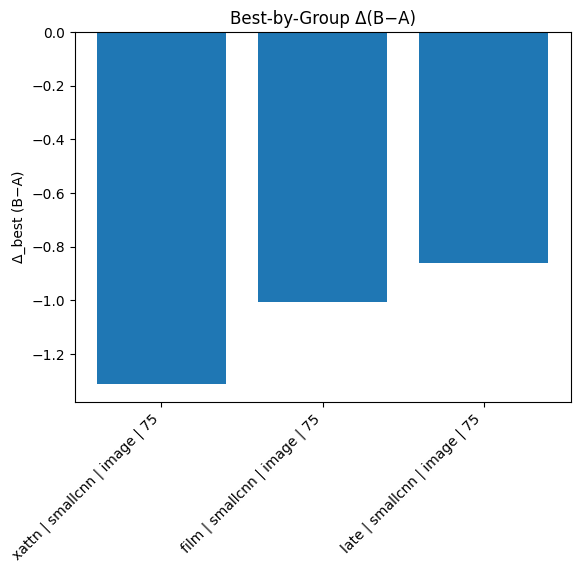 Best-by-Group Δ(B−A)
Δ_best (B−A)
0.0
−0.2
−0.4
−0.6
−0.8
−1.0
−1.2
xattn | smallcnn | image | 75
film | smallcnn | image | 75
late | smallcnn | image | 75